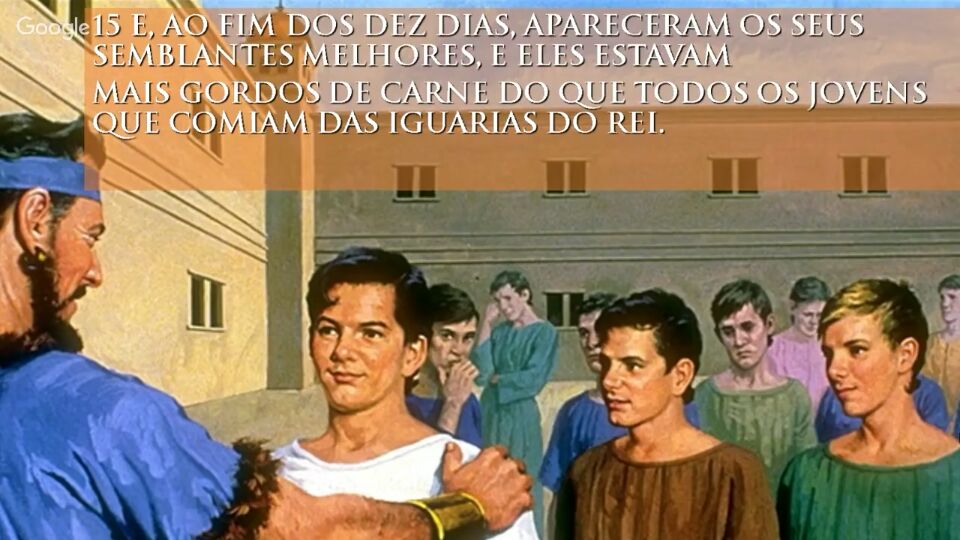 Google
15 E, AO FIM DOS DEZ DIAS, APARECERAM OS SEUS
SEMBLANTES MELHORES, E ELES ESTAVAM
MAIS GORDOS DE CARNE DO QUE TODOS OS JOVENS
QUE COMIAM DAS IGUARIAS DO REI.